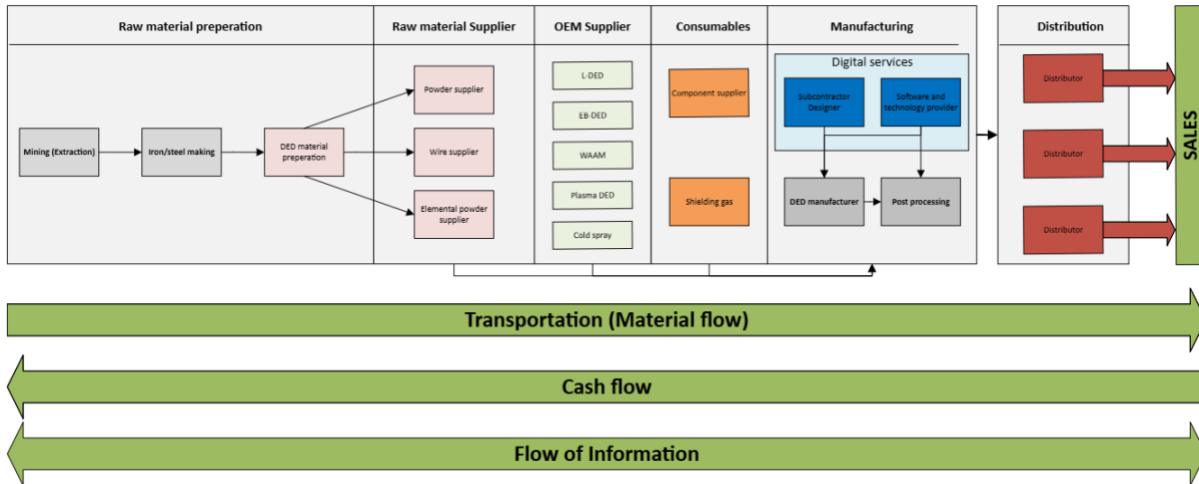 Raw material preperation
Raw material Supplier
OEM Supplier
Consumables
Manufacturing
Distribution
Mining (Extraction)
Iron/steel making
DED material
preperation
Powder supplier
Wire supplier
Elemental powder
supplier
L-DED
EB-DED
WAAM
Plasma DED
Cold spray
Component supplier
Shielding gas
Digital services
Subcontractor
Designer
Software and
technology provider
DED manufacturer
Post processing
Distributor
Distributor
Distributor
SALES
Transportation (Material flow)
Cash flow
Flow of Information